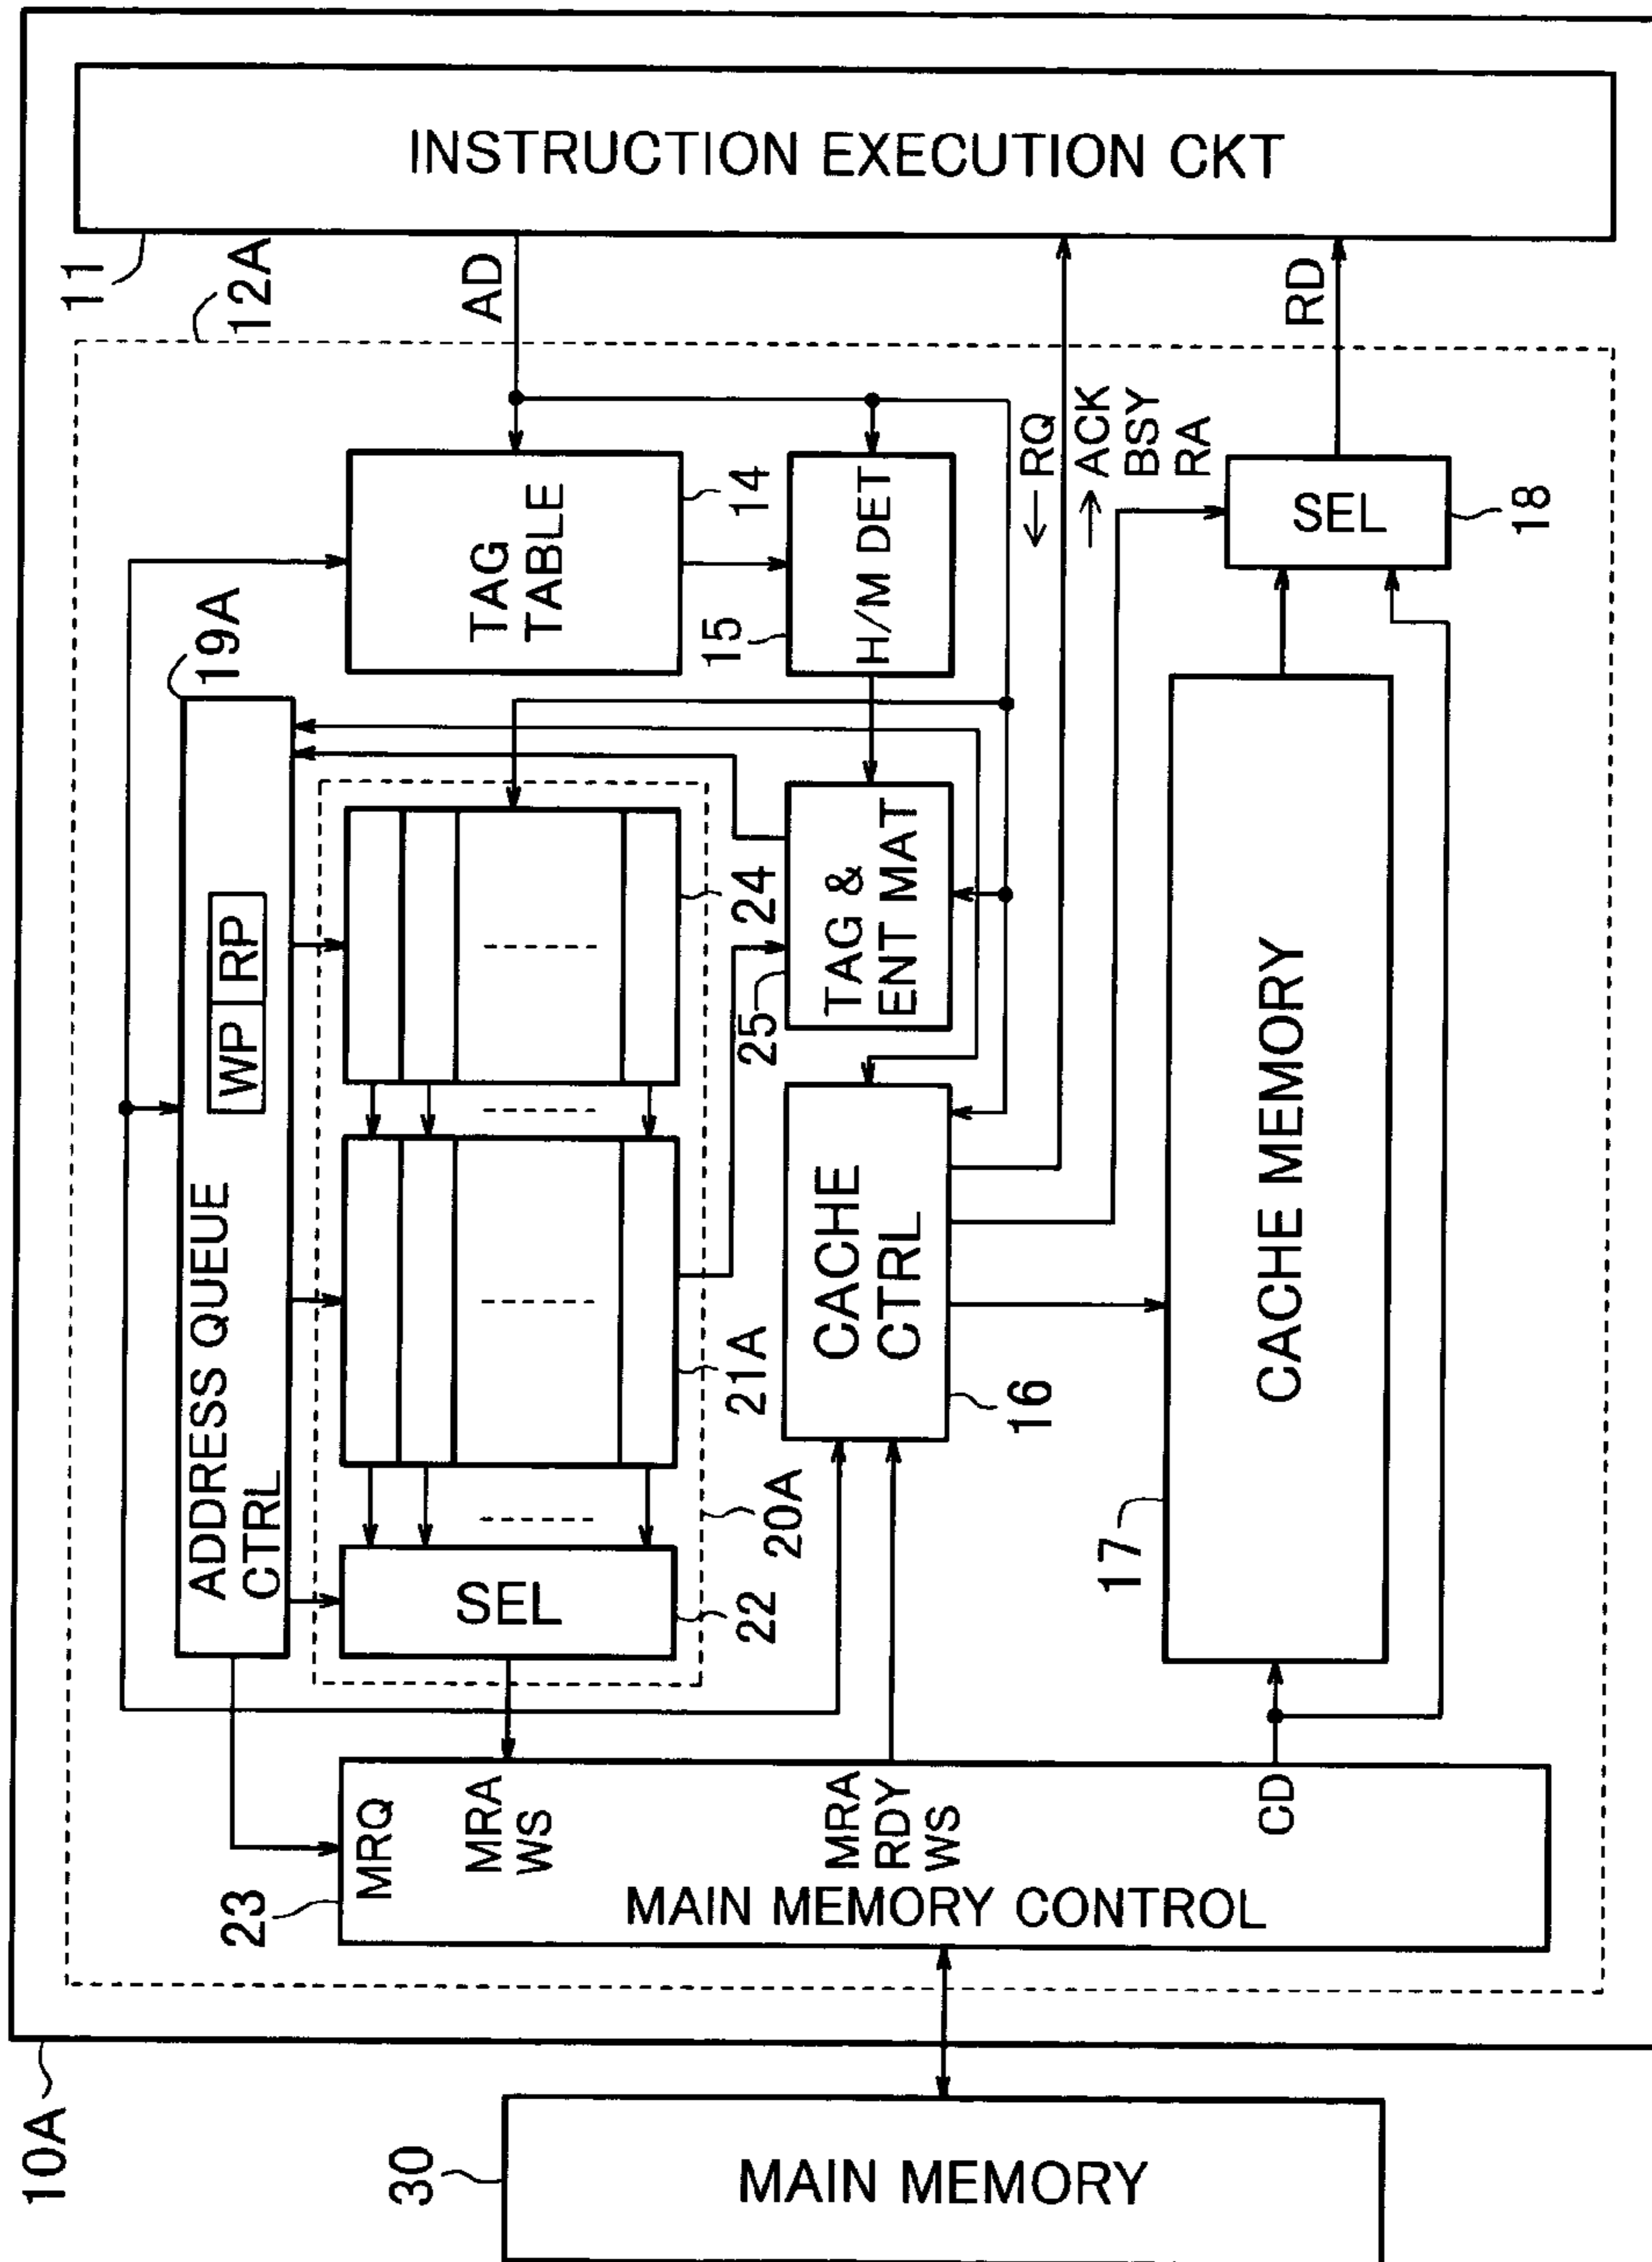 10A
11
INSTRUCTION EXECUTION CKT
12A
AD
RD
19A
TAG
TABLE
14
15
H/M DET
← RQ
→ ACK
BSY
RA
SEL
18
ADDRESS QUEUE
CTRL
WP RP
24
25
TAG &
ENT MAT
21A
CACHE
CTRL
16
17
CACHE MEMORY
20A
SEL
22
23
MRQ
MRA
WS
MRA
RDY
WS
CD
MAIN MEMORY CONTROL
30
MAIN MEMORY